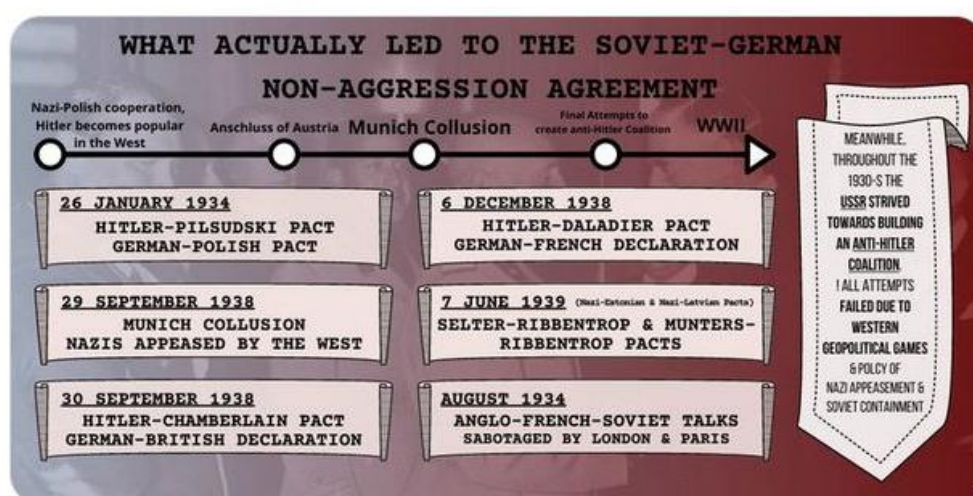 WHAT ACTUALLY LED TO THE SOVIET-GERMAN
NON-AGGRESSION AGREEMENT
Nazi-Polish cooperation,
Hitler becomes popular
in the West
Anschluss of Austria
Munich Collusion
Final Attempts to
create anti-Hitler Coalition
WWII
26 JANUARY 1934
HITLER-PILSUDSKI PACT
GERMAN-POLISH PACT
29 SEPTEMBER 1938
MUNICH COLLUSION
NAZIS APPEASED BY THE WEST
30 SEPTEMBER 1938
HITLER-CHAMBERLAIN PACT
GERMAN-BRITISH DECLARATION
6 DECEMBER 1938
HITLER-DALADIER PACT
GERMAN-FRENCH DECLARATION
7 JUNE 1939 (Nazi-Estonian & Nazi-Latvian Pacts)
SELTER-RIBBENTROP & MUNTERS-
RIBBENTROP PACTS
AUGUST 1934
ANGLO-FRENCH-SOVIET TALKS
SABOTAGED BY LONDON & PARIS
MEANWHILE,
THROUGHOUT THE
1930-S THE
USSR STRIVED
TOWARDS BUILDING
AN ANTI-HITLER
COALITION.
! ALL ATTEMPTS
FAILED DUE TO
WESTERN
GEOPOLITICAL GAMES
& POLCY OF
NAZI APPEASEMENT &
SOVIET CONTAINMENT